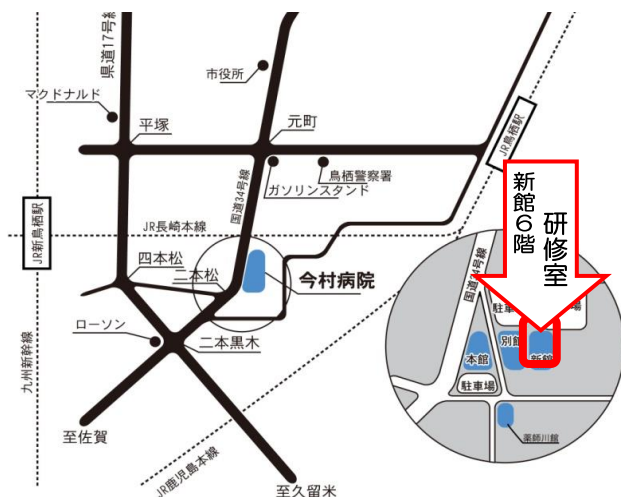 県道17号線
市役所
マクドナルド
平塚
元町
JR鳥栖駅
鳥栖警察署
ガソリンスタンド
国道34号線
JR長崎本線
JR新鳥栖駅
四本松
二本松
今村病院
ローソン
二本黒木
九州新幹線
至佐賀
JR鹿児島本線
至久留米
新館6階
研修室
国道34号線
駐車場
本館
別館
新館
駐車場
薬師川館